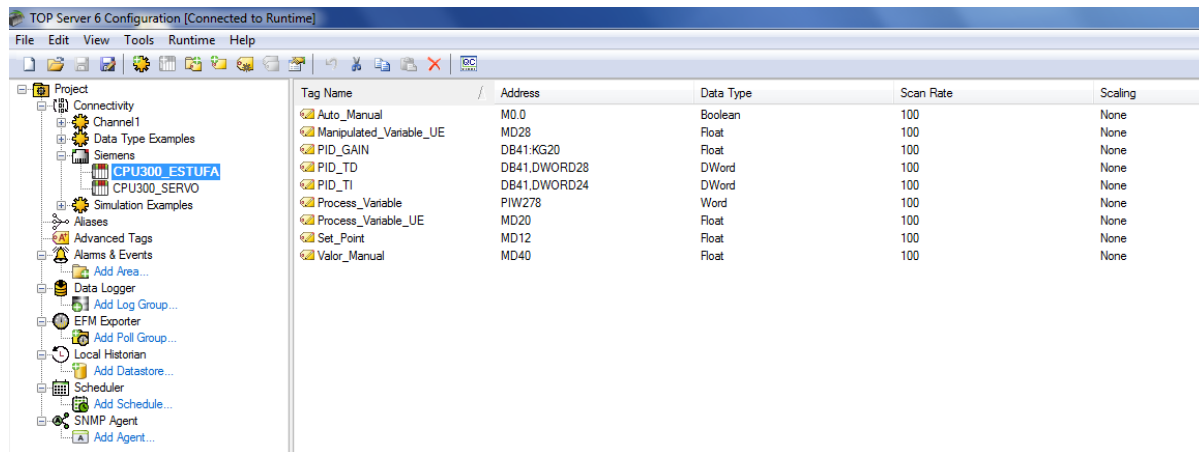 TOP Server 6 Configuration [Connected to Runtime]
File Edit View Tools Runtime Help
QC
Project
Connectivity
Channel1
Data Type Examples
Siemens
CPU300_ESTUFA
CPU300_SERVO
Simulation Examples
Aliases
Advanced Tags
Alarms & Events
Add Area...
Data Logger
Add Log Group...
EFM Exporter
Add Poll Group...
Local Historian
Add Datastore...
Scheduler
Add Schedule...
SNMP Agent
Add Agent...
Tag Name / Address Data Type Scan Rate Scaling
Auto_Manual M0.0 Boolean 100 None
Manipulated_Variable_UE MD28 Float 100 None
PID_GAIN DB41:KG20 Float 100 None
PID_TD DB41,DWORD28 DWord 100 None
PID_TI DB41,DWORD24 DWord 100 None
Process_Variable PIW278 Word 100 None
Process_Variable_UE MD20 Float 100 None
Set_Point MD12 Float 100 None
Valor_Manual MD40 Float 100 None